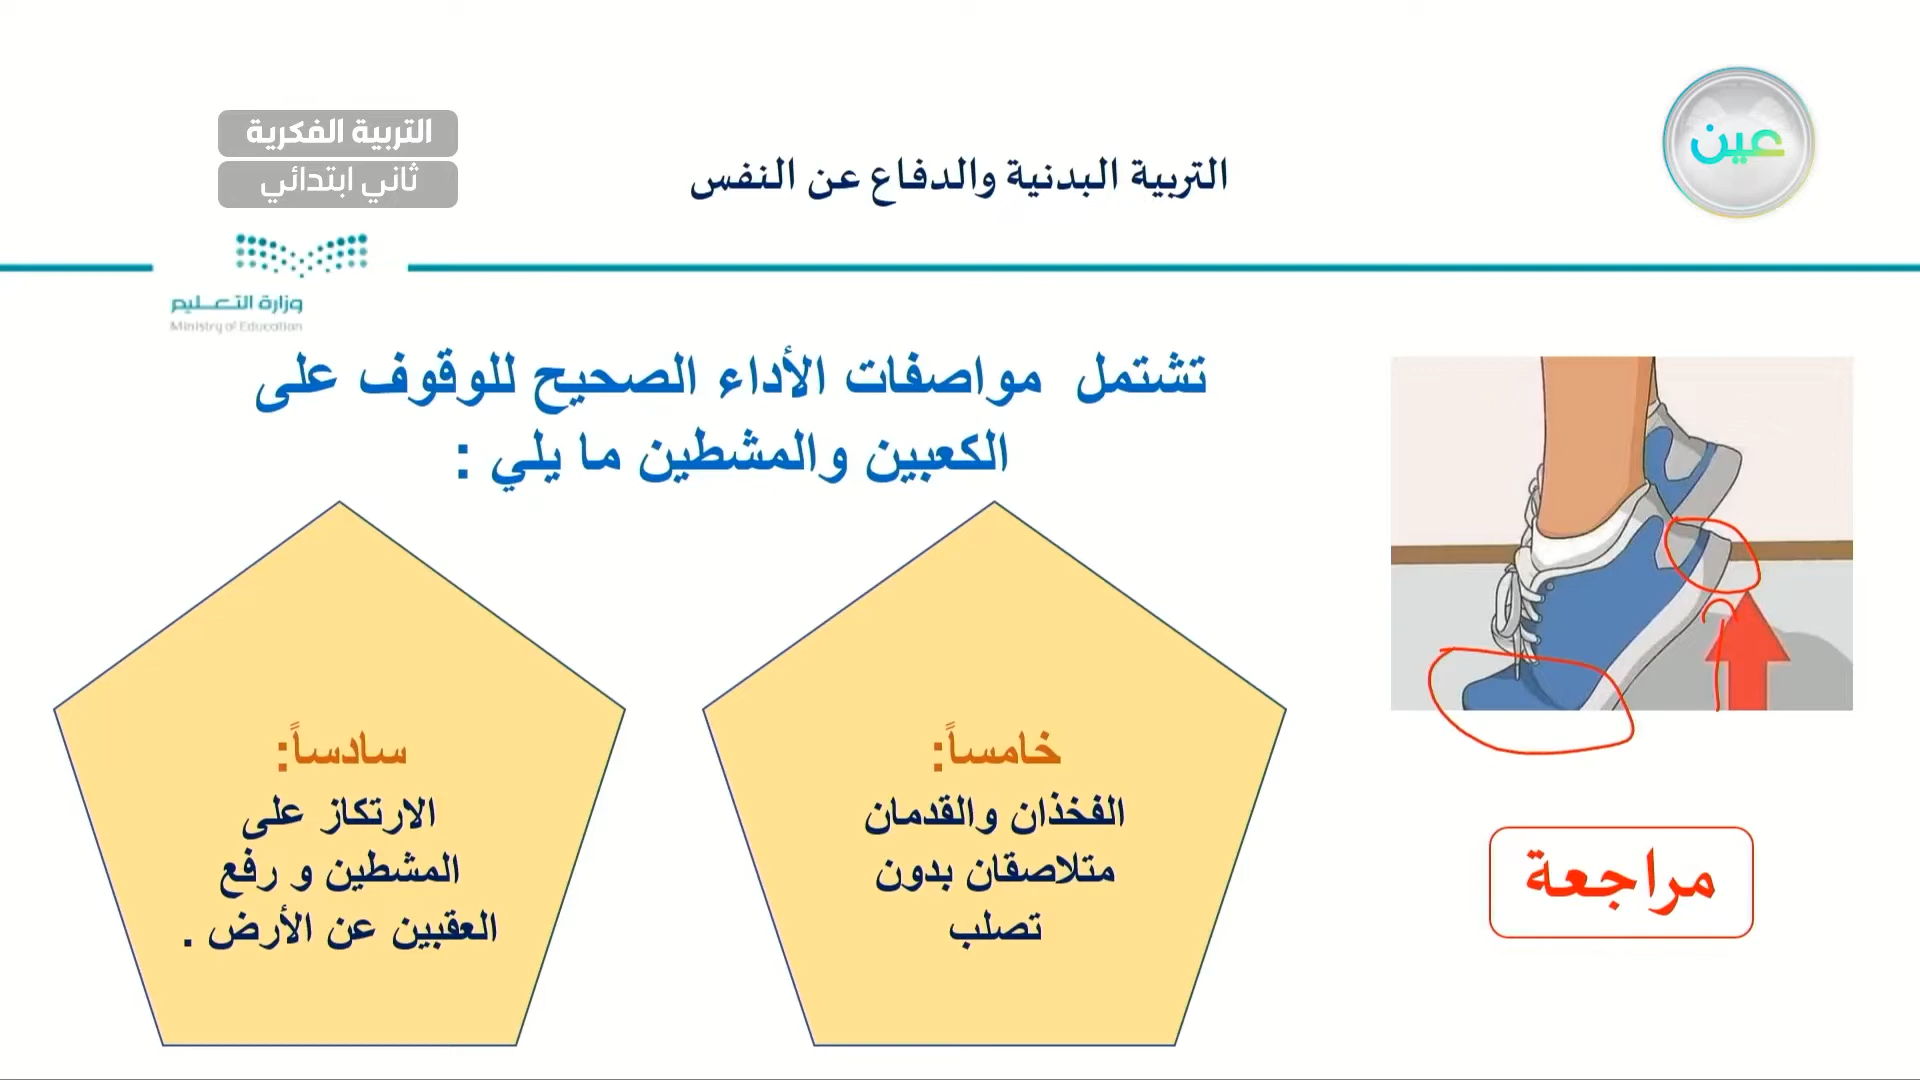 عين
التربية الفكرية
ثاني ابتدائي
التربية البدنية والدفاع عن النفس
وزارة التعليم
Ministry of Education
تشتمل مواصفات الأداء الصحيح للوقوف على
الكعبين والمشطين ما يلي :
خامساً:
الفخذان والقدمان
متلاصقان بدون
تصلب
سادساً:
الارتكاز على
المشطين و رفع
العقبين عن الأرض .
مراجعة